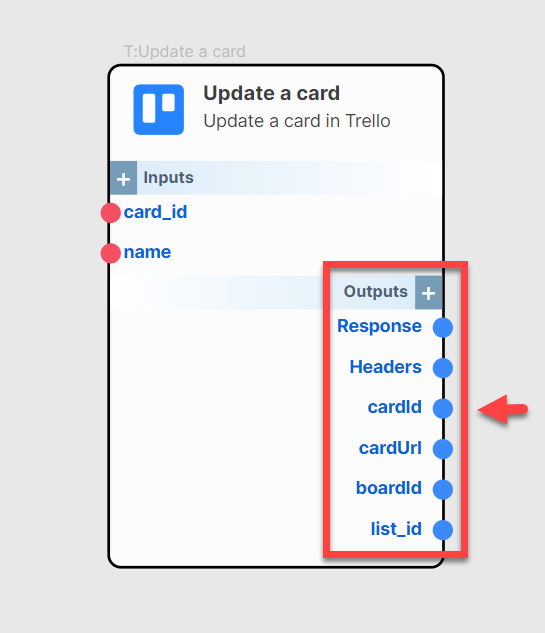 T:Update a card
Update a card
Update a card in Trello
+ Inputs
card_id
name
Outputs +
Response
Headers
cardId
cardUrl
boardId
list_id